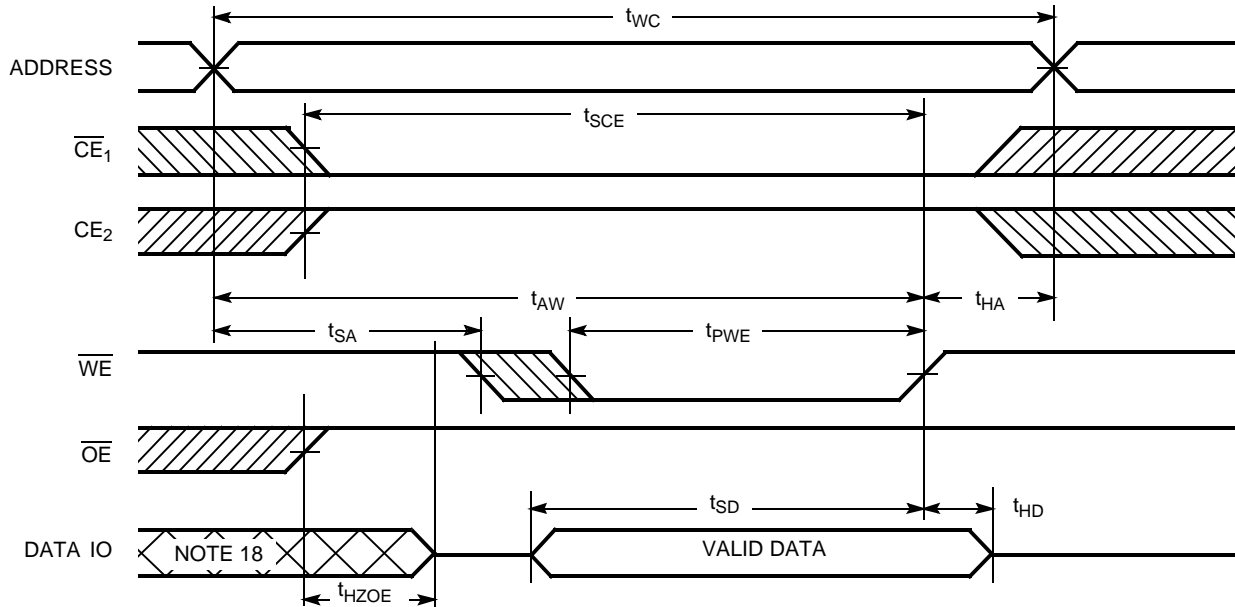 tWC
ADDRESS
tSCE
CE1
CE2
tAW
tHA
tSA
tPWE
WE
OE
tSD
tHD
DATA IO
NOTE 18
VALID DATA
tHZOE